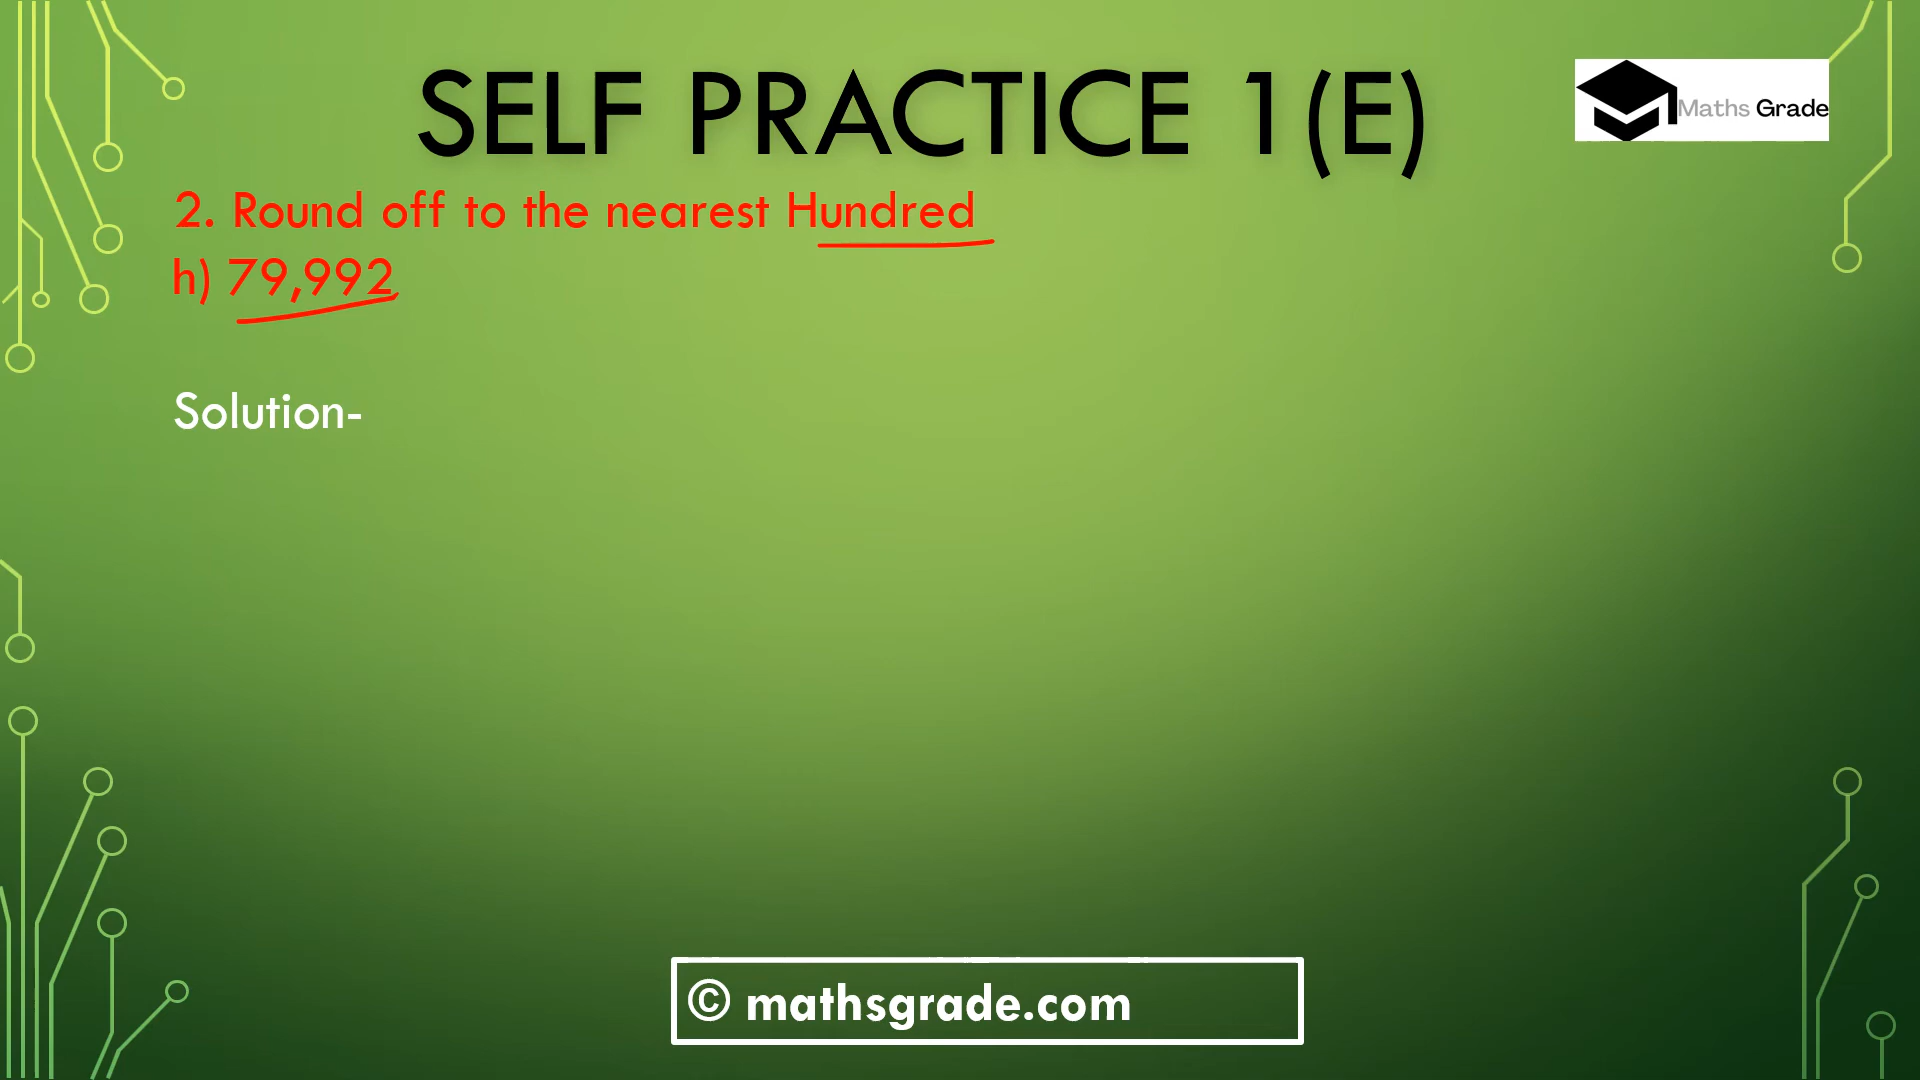 SELF PRACTICE 1(E)
Maths Grade
2. Round off to the nearest Hundred
h) 79,992
Solution-
© mathsgrade.com